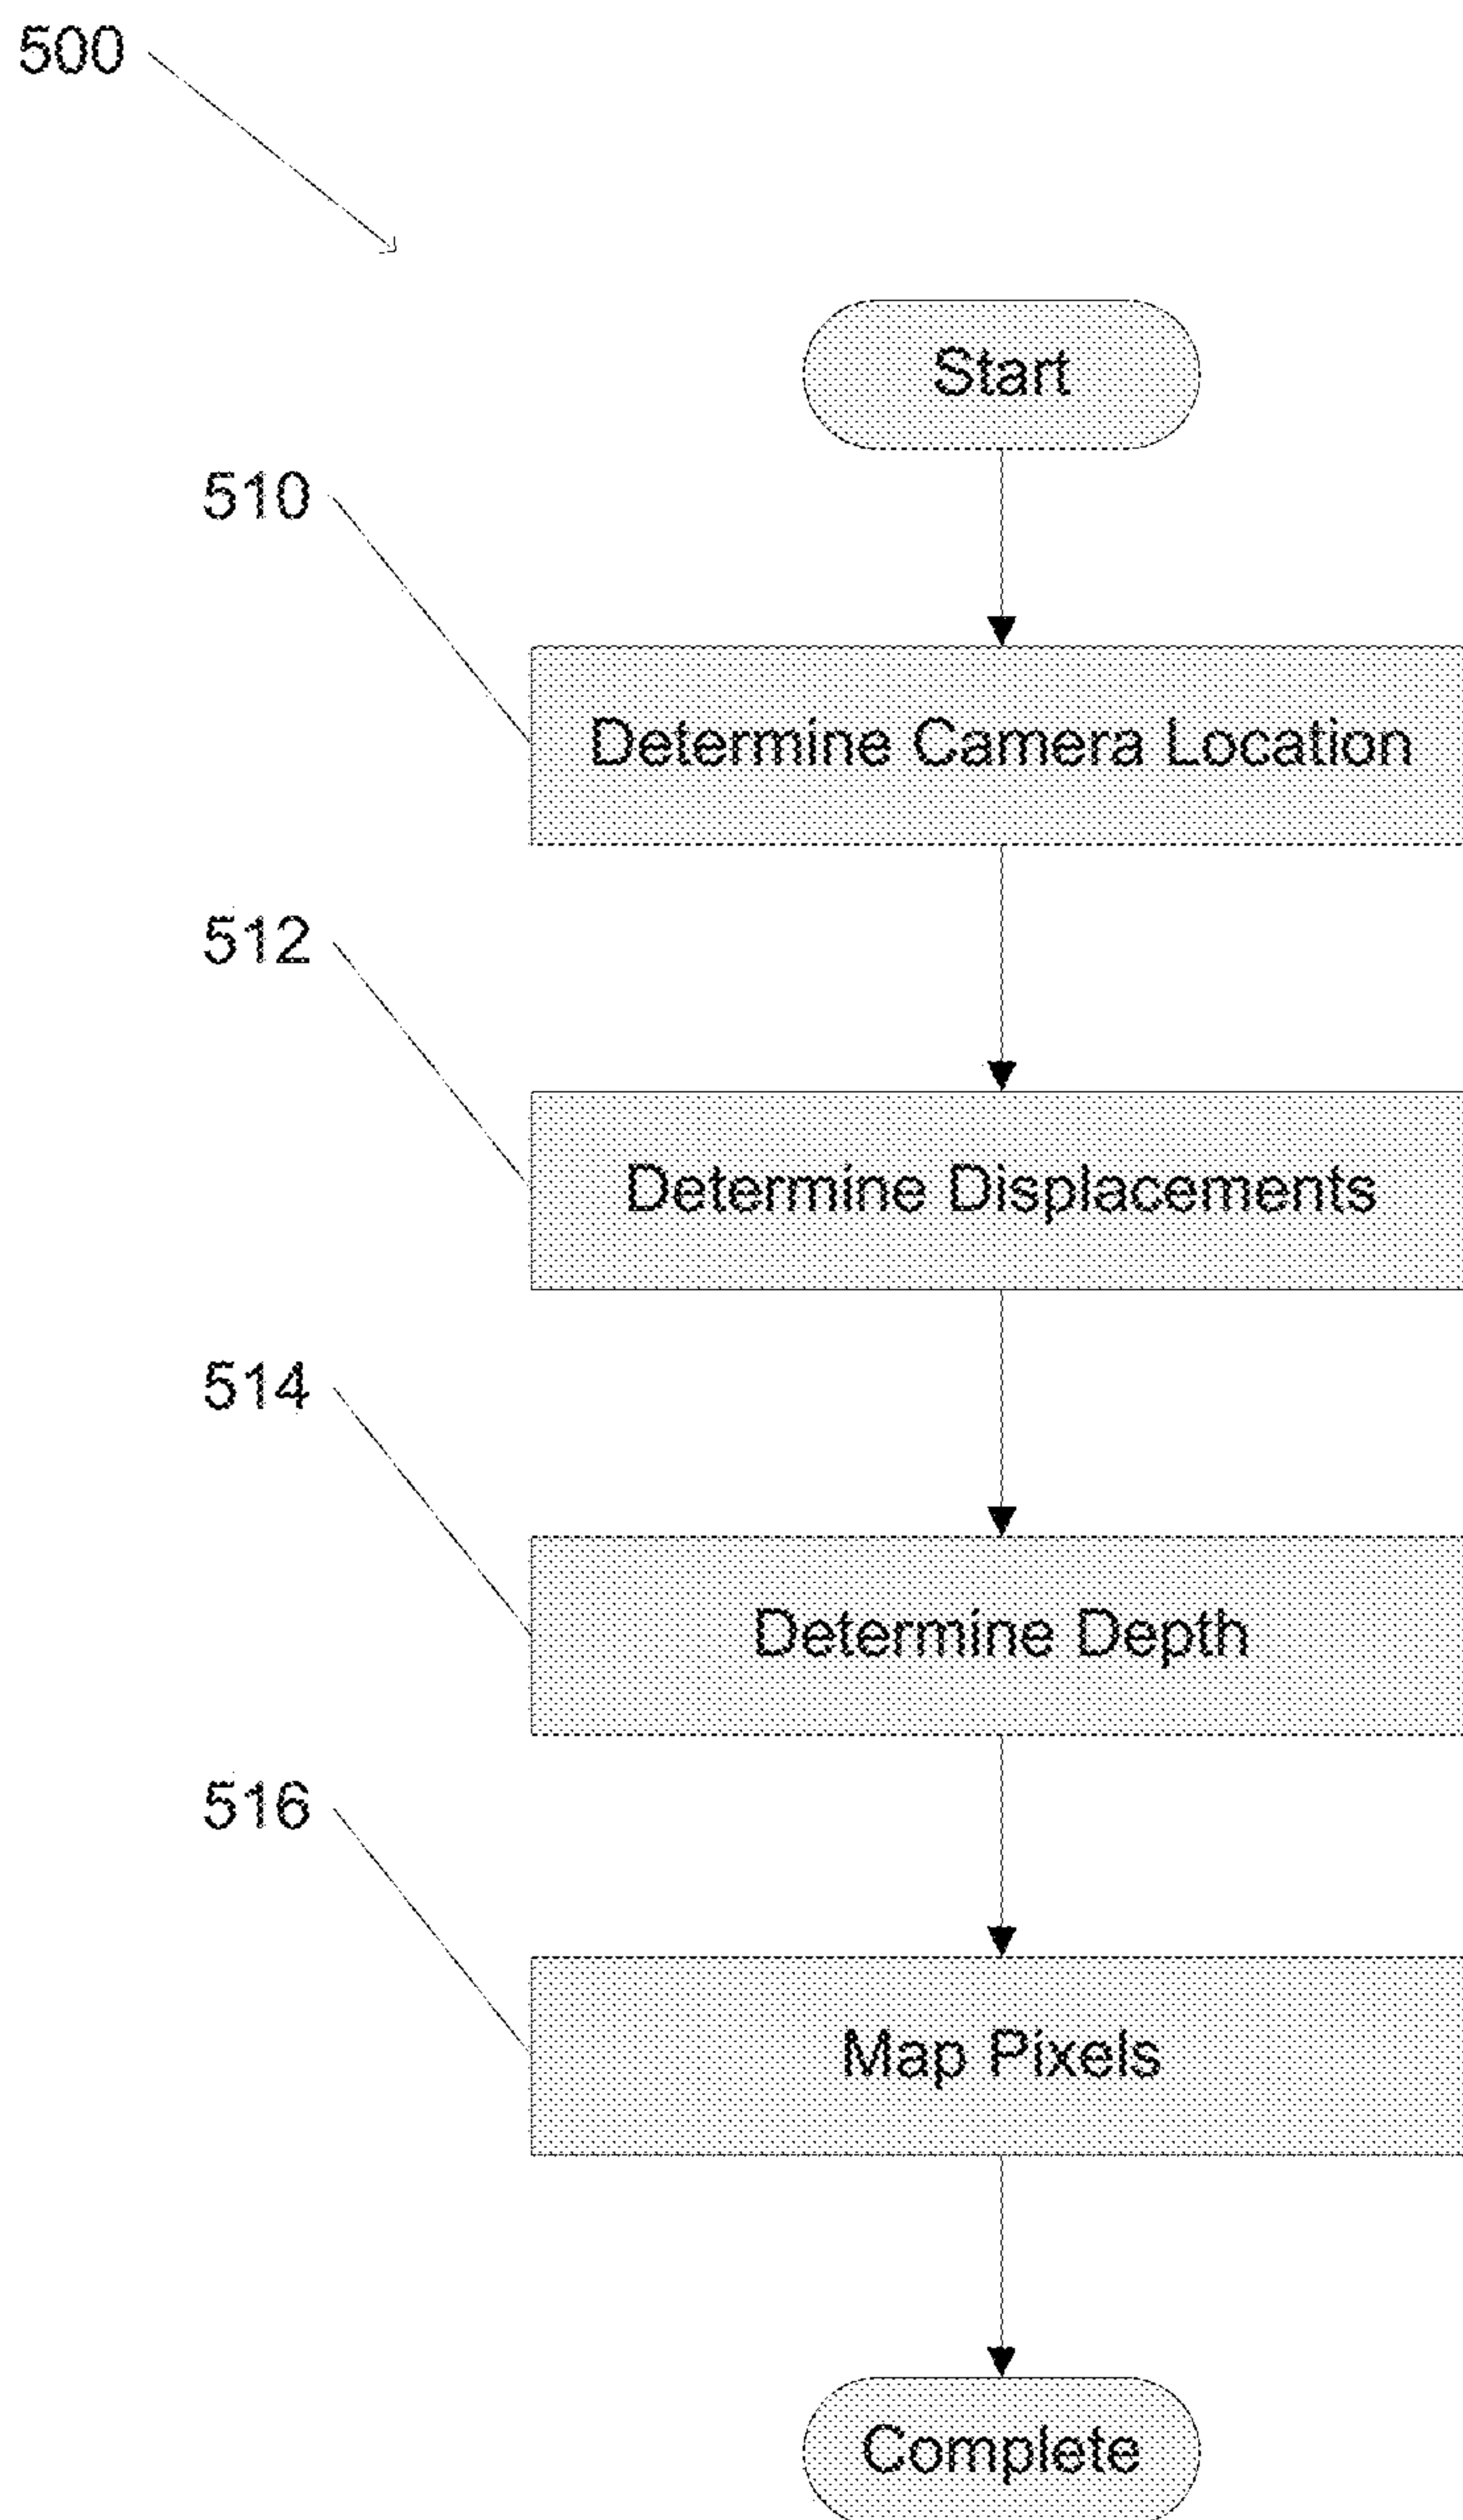 500
Start
510
Determine Camera Location
512
Determine Displacements
514
Determine Depth
516
Map Pixels
Complete